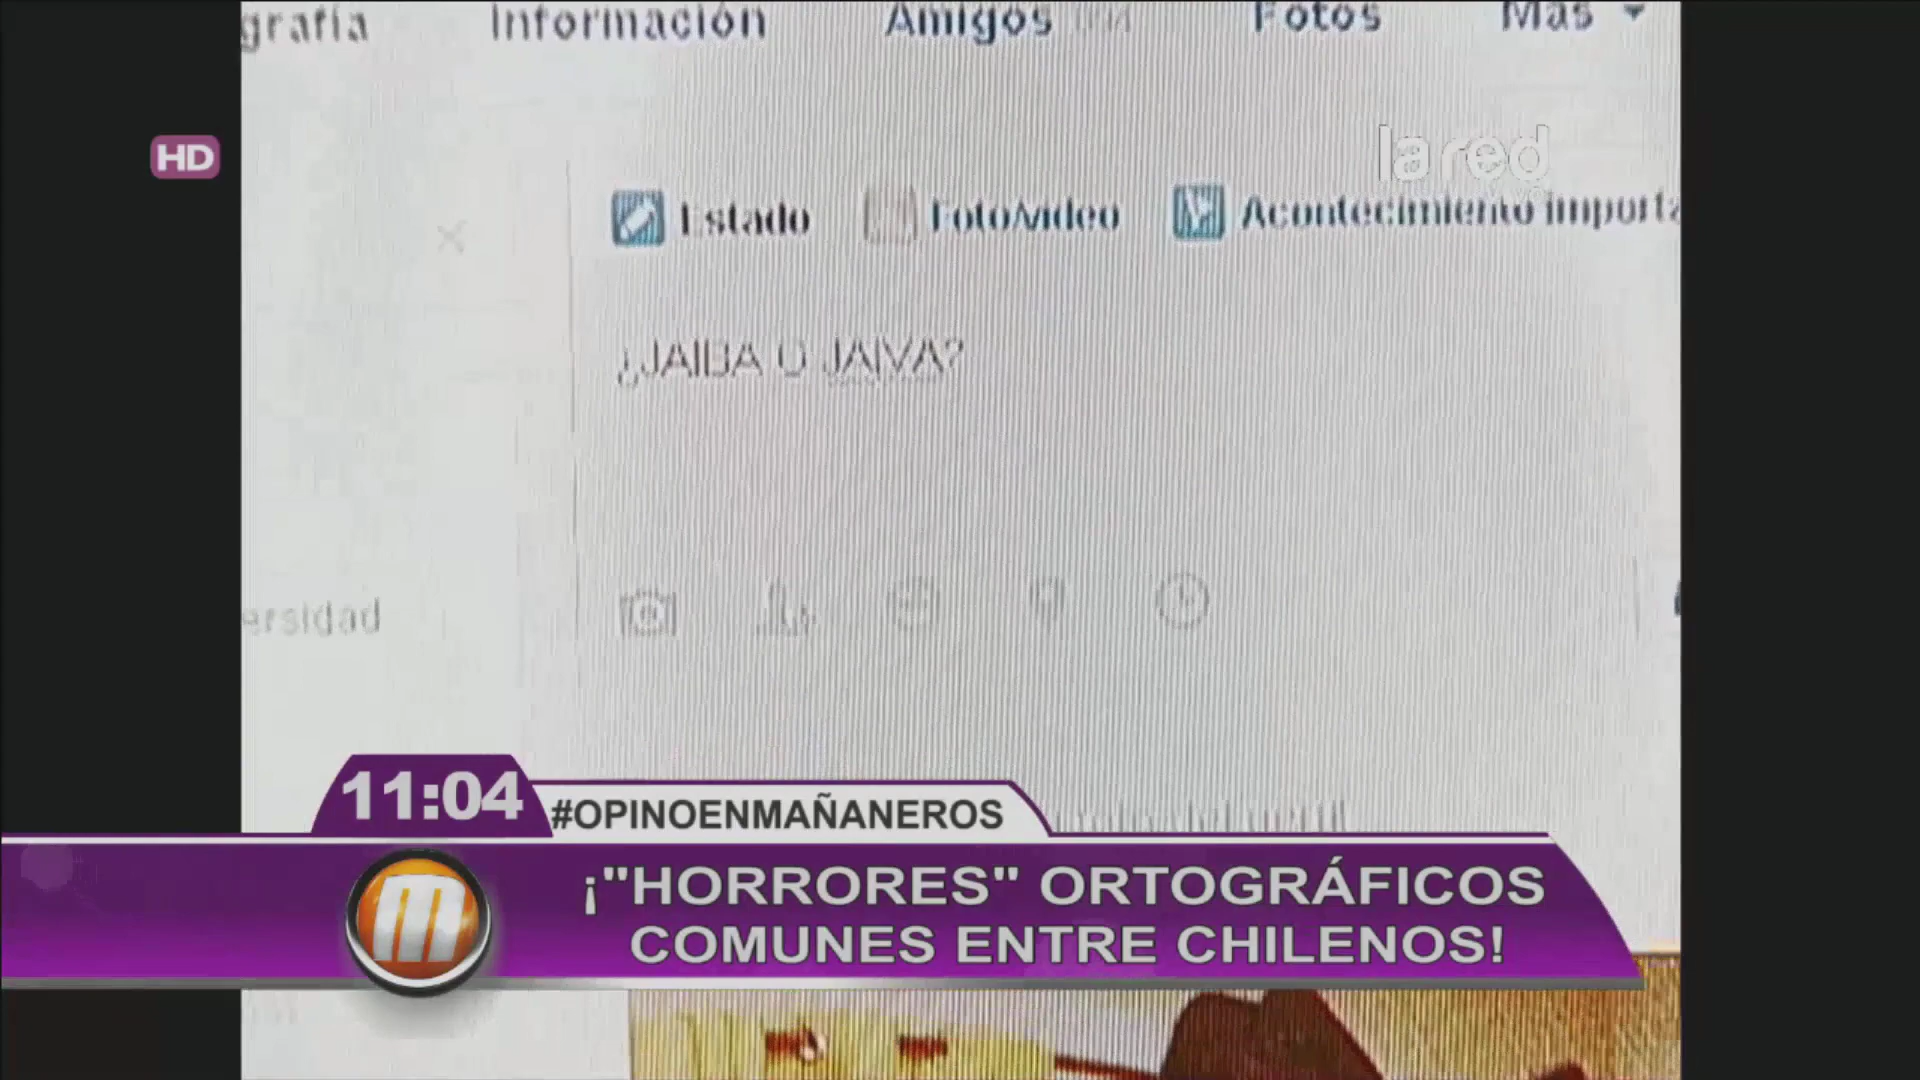 grafía Información Amigos Fotos Más
HD
la red
Estado Foto/video Acontecimiento importa
¿JAIBA O JAIVA?
ersidad
11:04
#OPINOENMAÑANEROS
¡"HORRORES" ORTOGRÁFICOS
COMUNES ENTRE CHILENOS!